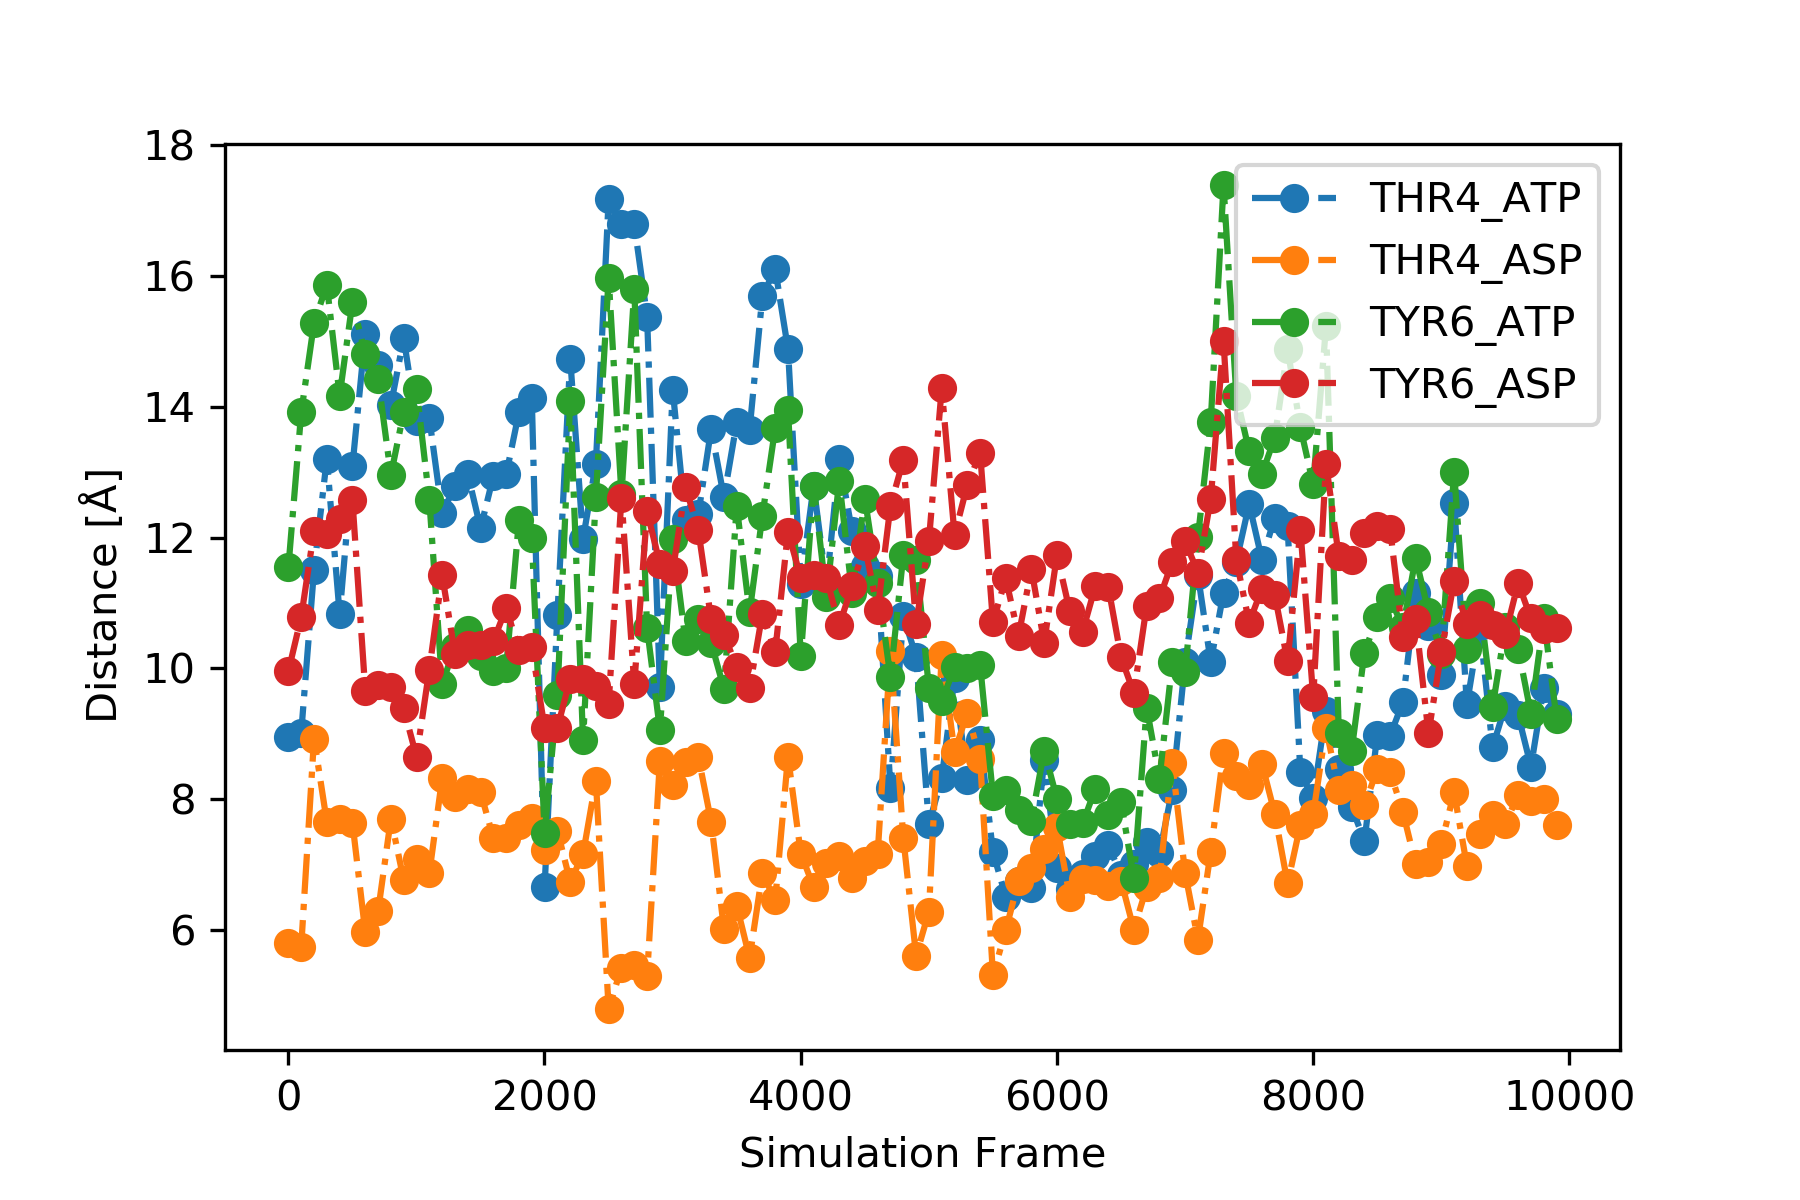 18
16
14
12
10
8
6
Distance [Å]
0
2000
4000
6000
8000
10000
Simulation Frame
THR4_ATP
THR4_ASP
TYR6_ATP
TYR6_ASP